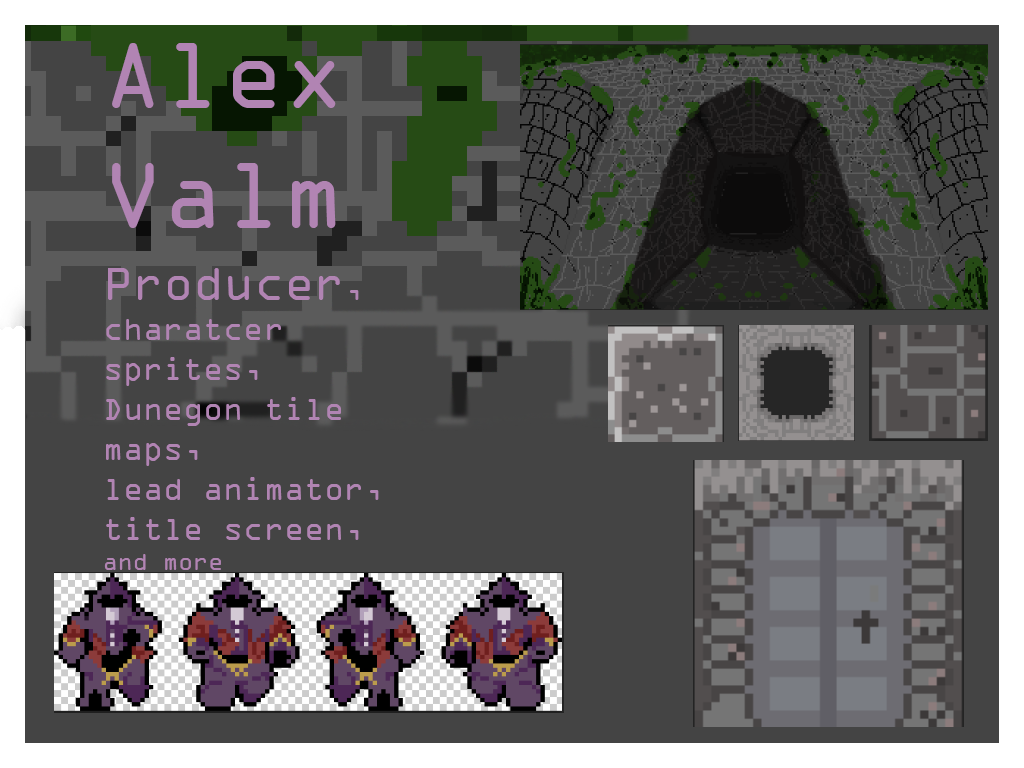 Alex
Valm
Producer,
charatcer
sprites,
Dunegon tile
maps,
lead animator,
title screen,
and more